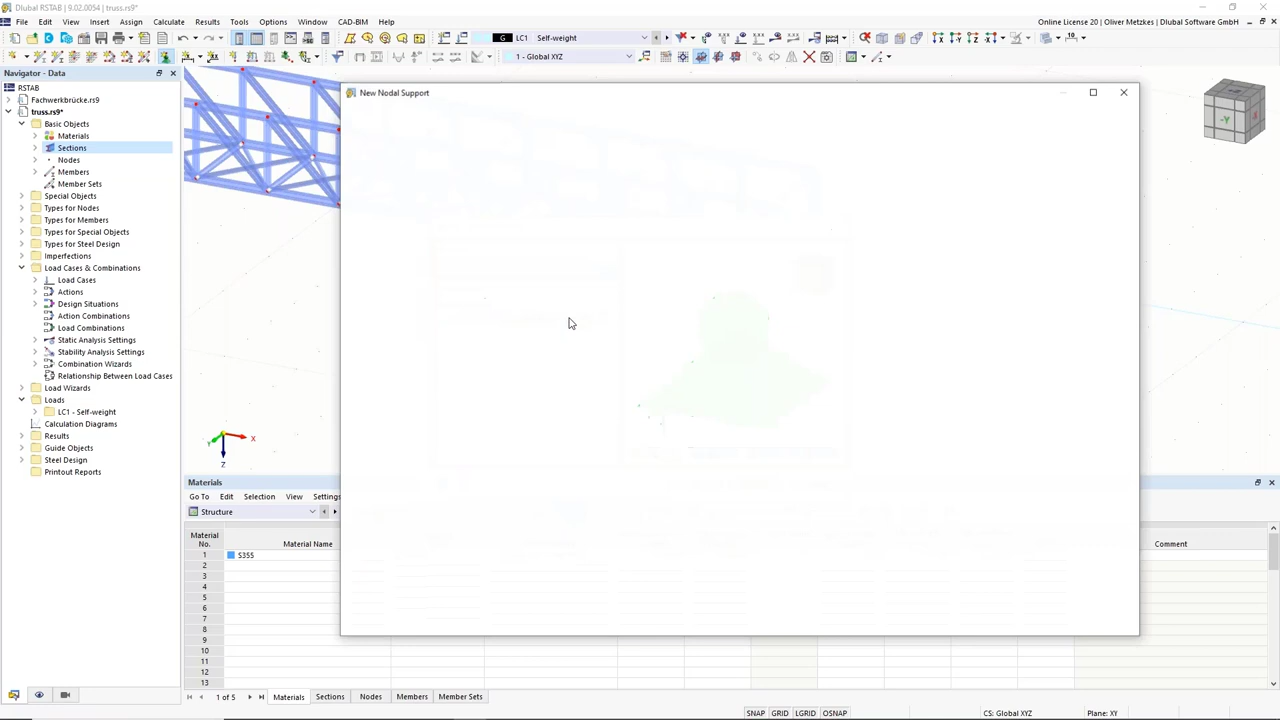 Dlubal RSTAB | 9.02.0054 | truss.rs9*
File Edit View Insert Assign Calculate Results Tools Options Window CAD-BIM Help
Online License 20 | Oliver Metzkes | Dlubal Software GmbH
G LC1 Self-weight
1 - Global XYZ
Navigator - Data
RSTAB
Fachwerkbrücke.rs9
truss.rs9*
Basic Objects
Materials
Sections
Nodes
Members
Member Sets
Special Objects
Types for Nodes
Types for Members
Types for Special Objects
Types for Steel Design
Imperfections
Load Cases & Combinations
Load Cases
Actions
Design Situations
Action Combinations
Load Combinations
Static Analysis Settings
Stability Analysis Settings
Combination Wizards
Relationship Between Load Cases
Load Wizards
Loads
LC1 - Self-weight
Calculation Diagrams
Results
Guide Objects
Steel Design
Printout Reports
New Nodal Support
-Y
X
Y
Z
Materials
Go To Edit Selection View Settings
Structure
Material
No.
Material Name
Comment
1 S355
2
3
4
5
6
7
8
9
10
11
12
13
1 of 5 Materials Sections Nodes Members Member Sets
SNAP GRID LGRID OSNAP CS: Global XYZ Plane: XY